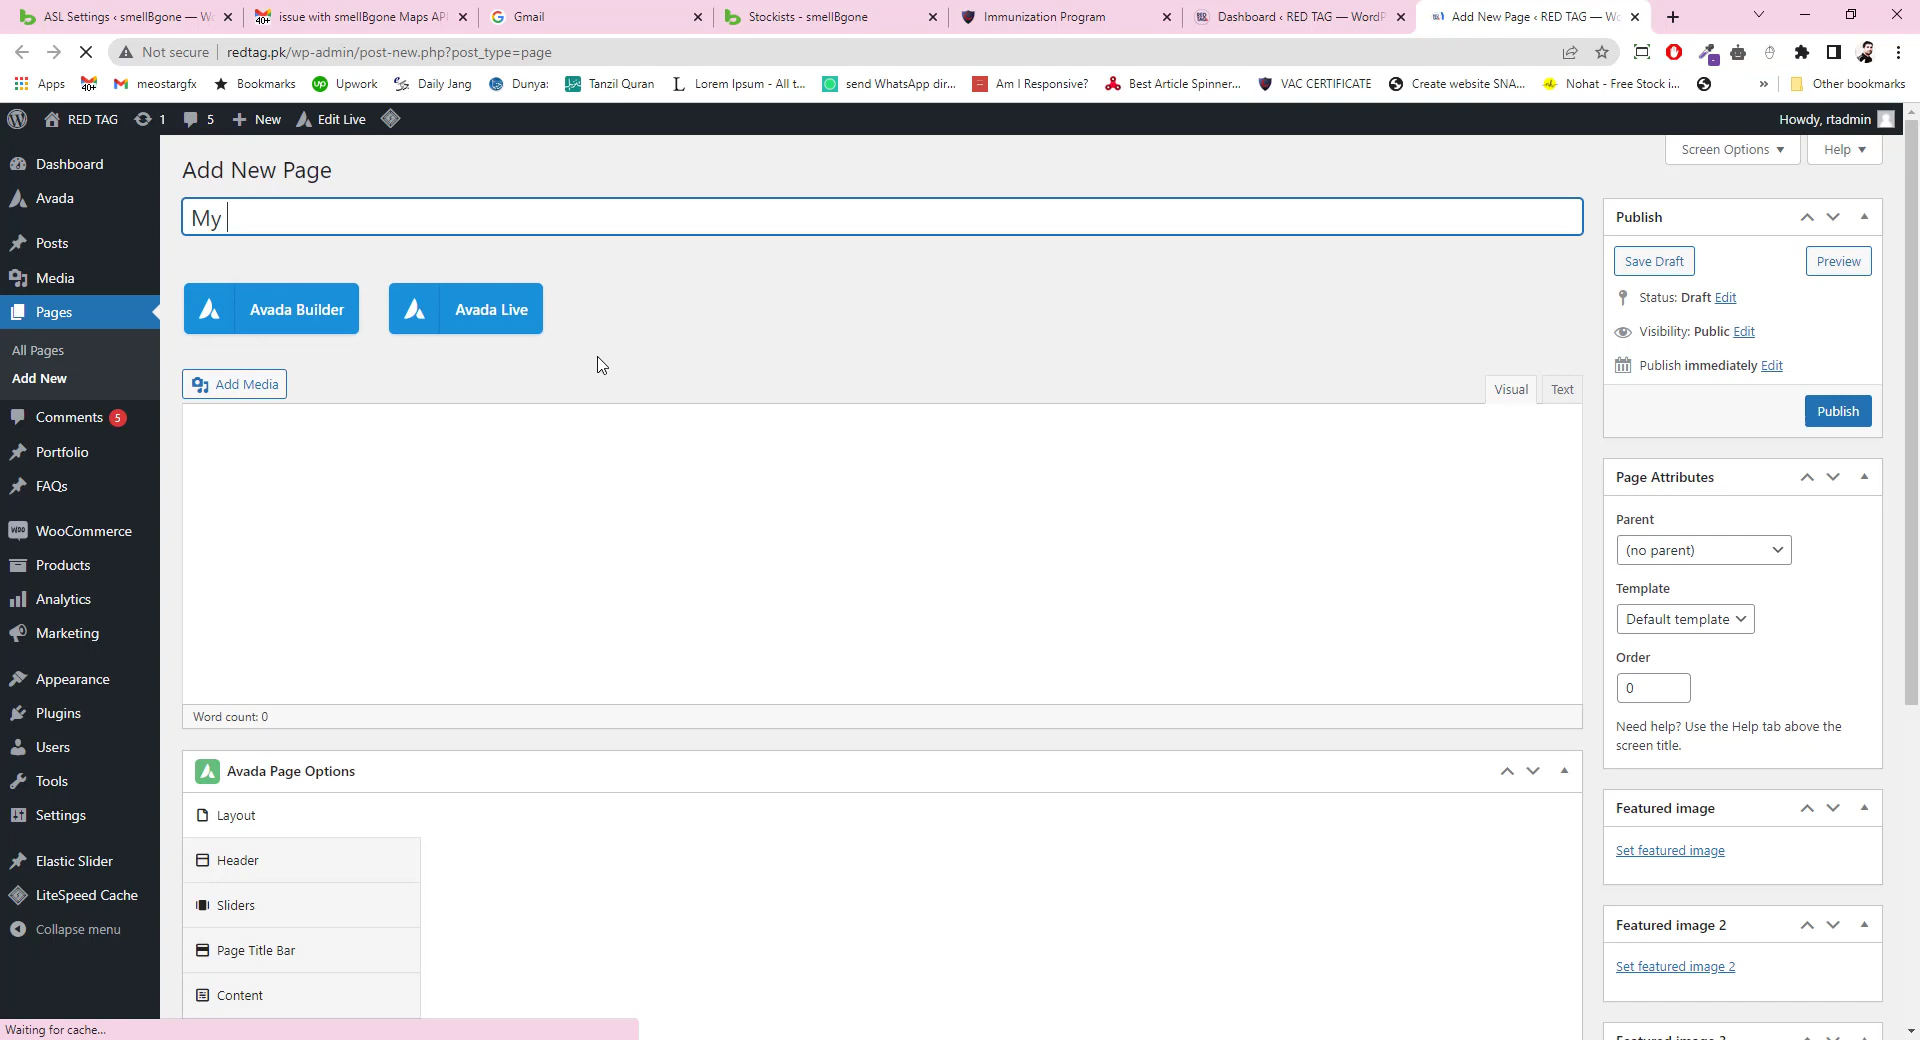 ASL Settings ‹ smellBgone — Wo
issue with smellBgone Maps API
Gmail
Stockists - smellBgone
Immunization Program
Dashboard ‹ RED TAG — WordP
Add New Page ‹ RED TAG — Wo
Not secure
redtag.pk/wp-admin/post-new.php?post_type=page
Apps
40+
meostargfx
Bookmarks
Upwork
Daily Jang
Dunya:
Tanzil Quran
Lorem Ipsum - All t...
send WhatsApp dir...
Am I Responsive?
Best Article Spinner...
VAC CERTIFICATE
Create website SNA...
Nohat - Free Stock i...
»
Other bookmarks
RED TAG
1
5
New
Edit Live
Howdy, rtadmin
Dashboard
Avada
Posts
Media
Pages
All Pages
Add New
Comments 5
Portfolio
FAQs
WooCommerce
Products
Analytics
Marketing
Appearance
Plugins
Users
Tools
Settings
Elastic Slider
LiteSpeed Cache
Collapse menu
Screen Options
Help
Add New Page
My
Avada Builder
Avada Live
Add Media
Visual
Text
Word count: 0
Avada Page Options
Layout
Header
Sliders
Page Title Bar
Content
Publish
Save Draft
Preview
Status: Draft Edit
Visibility: Public Edit
Publish immediately Edit
Publish
Page Attributes
Parent
(no parent)
Template
Default template
Order
0
Need help? Use the Help tab above the
screen title.
Featured image
Set featured image
Featured image 2
Set featured image 2
Waiting for cache...